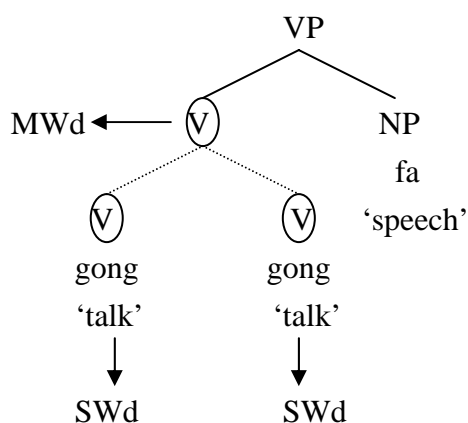 VP
MWd V NP
fa
‘speech’
V V
gong gong
‘talk’ ‘talk’
SWd SWd